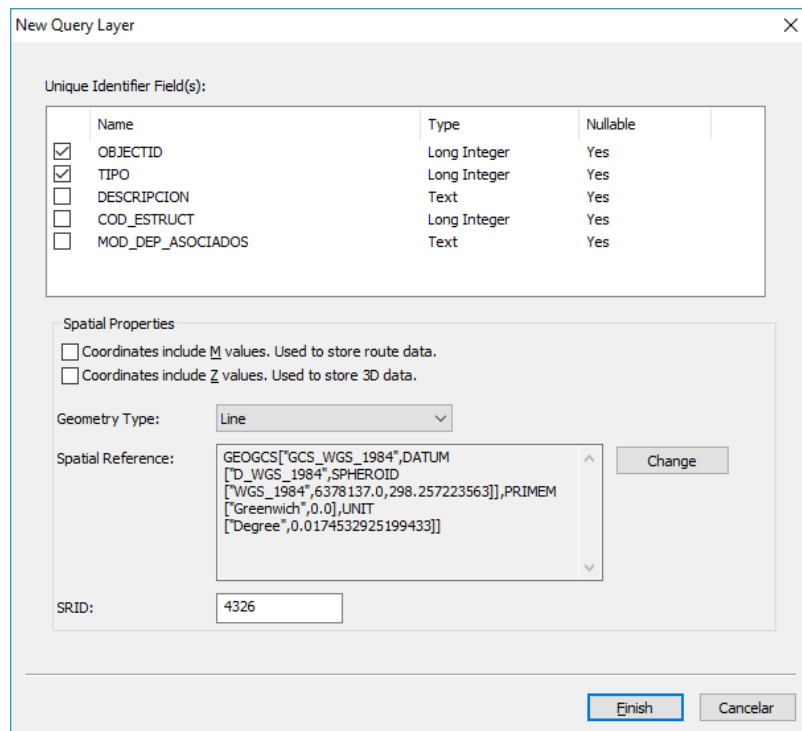 New Query Layer
Unique Identifier Field(s):
Name Type Nullable
OBJECTID Long Integer Yes
TIPO Long Integer Yes
DESCRIPCION Text Yes
COD_ESTRUCT Long Integer Yes
MOD_DEP_ASOCIADOS Text Yes
Spatial Properties
Coordinates include M values. Used to store route data.
Coordinates include Z values. Used to store 3D data.
Geometry Type: Line
Spatial Reference: GEOGCS["GCS_WGS_1984",DATUM
["D_WGS_1984",SPHEROID
["WGS_1984",6378137.0,298.257223563]],PRIMEM
["Greenwich",0.0],UNIT
["Degree",0.0174532925199433]]
Change
SRID: 4326
Finish Cancelar